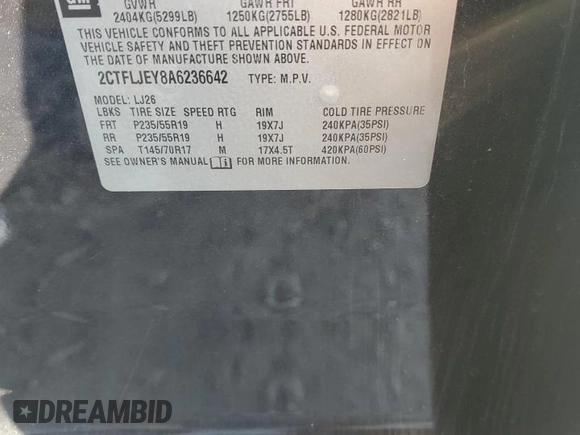 GM
GVWR GAWR FRT GAWR RR
2404KG(5299LB) 1250KG(2755LB) 1280KG(2821LB)
THIS VEHICLE CONFORMS TO ALL APPLICABLE U.S. FEDERAL MOTOR
VEHICLE SAFETY AND THEFT PREVENTION STANDARDS IN EFFECT ON
THE DATE OF MANUFACTURE SHOWN ABOVE.
2CTFLJEY8A6236642 TYPE: M.P.V.
MODEL: LJ26
LBKS TIRE SIZE SPEED RTG RIM COLD TIRE PRESSURE
FRT P235/55R19 H 19X7J 240KPA(35PSI)
RR P235/55R19 H 19X7J 240KPA(35PSI)
SPA T145/70R17 M 17X4.5T 420KPA(60PSI)
SEE OWNER'S MANUAL FOR MORE INFORMATION.
DREAMBID